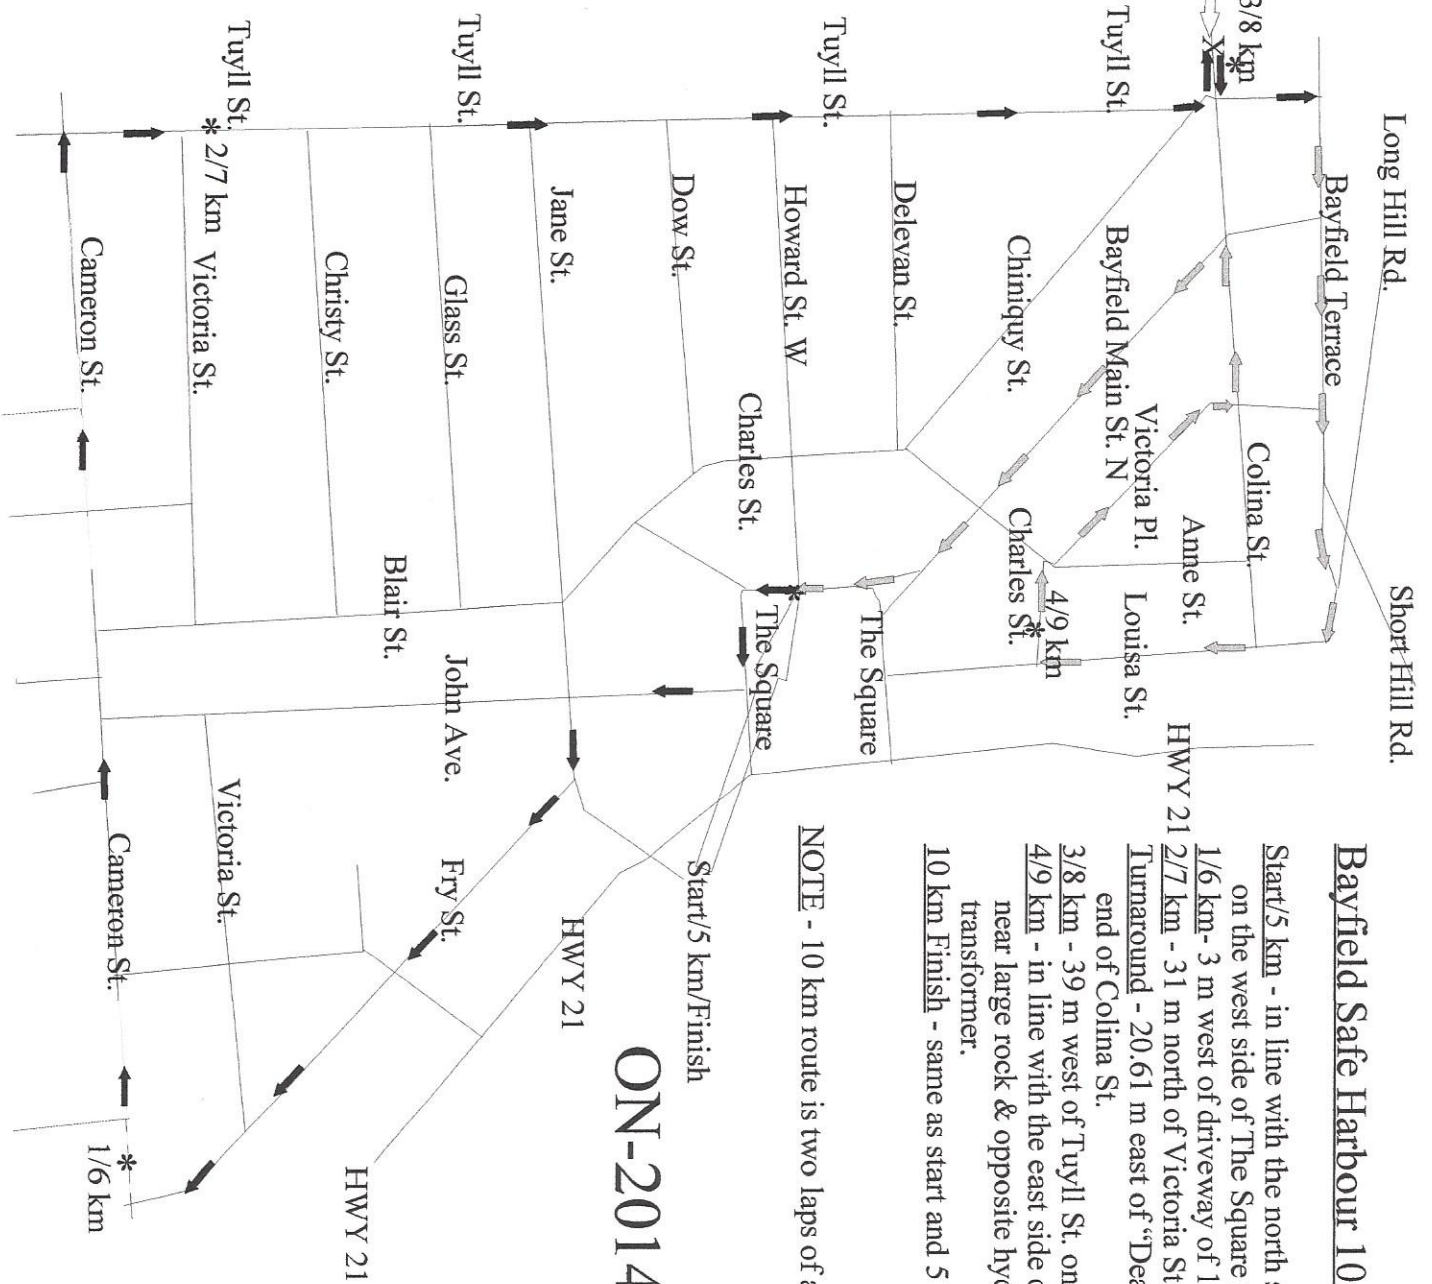 Long Hill Rd.
Short Hill Rd.
Bayfield Safe Harbour 10
Bayfield Terrace
Start/5 km - in line with the north
on the west side of The Square
3/8 km
*
Colina St.
1/6 km- 3 m west of driveway of
Anne St.
HWY 21
2/7 km - 31 m north of Victoria St
X
Victoria Pl.
Louisa St.
Turnaround - 20.61 m east of
end of Colina St.
Tuyll St.
Bayfield Main St. N
3/8 km - 39 m west of Tuyll St. on
4/9 km
*
4/9 km - in line with the east side
near large rock & opposite
transformer.
Chiniquy St.
Charles St.
10 km Finish - same as start and 5
Delevan St.
The Square
Tuyll St.
NOTE - 10 km route is two laps of
Howard St. W
*
The Square
Charles St.
Start/5 km/Finish
Dow St.
ON-2014
Jane St.
HWY 21
Tuyll St.
Glass St.
John Ave.
Fry St.
Blair St.
HWY 21
Christy St.
Tuyll St.
* 2/7 km
Victoria St.
Victoria St.
Cameron St.
Cameron St.
*
1/6 km